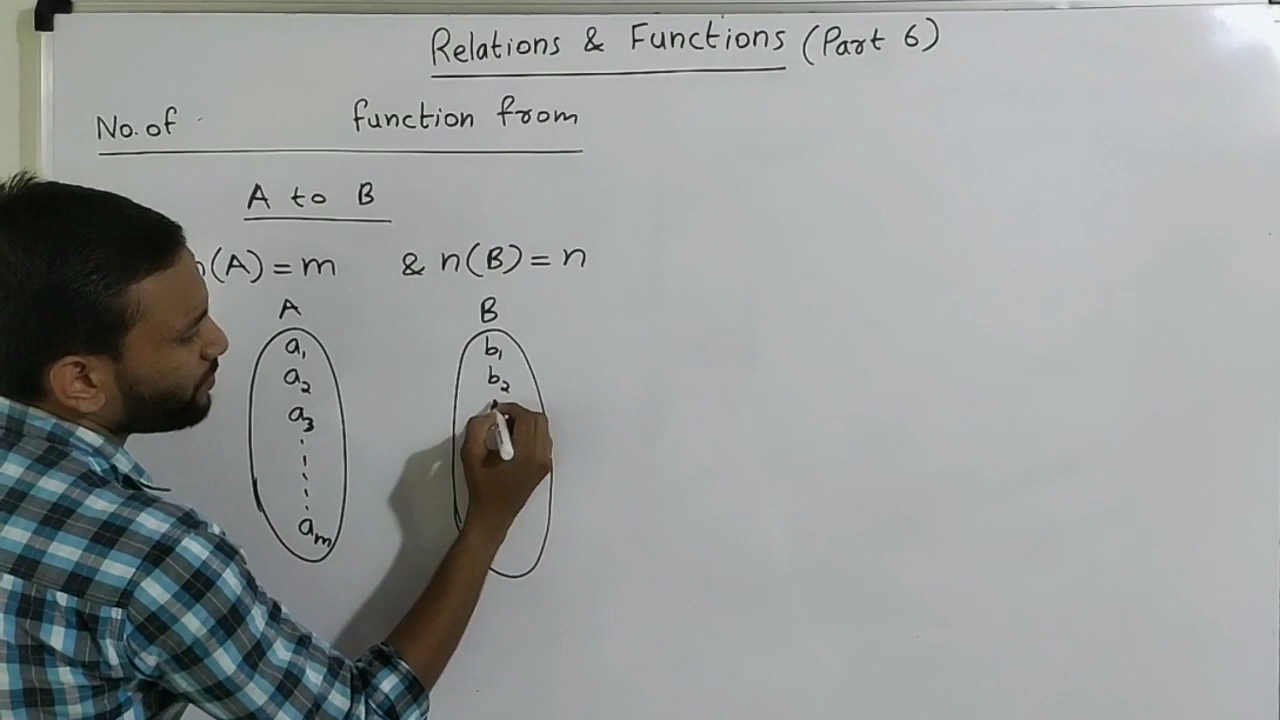 Relations & Functions (Part 6)
No. of function from
A to B
(A) = m & n(B) = n
A B
a₁ b₁
a₂ b₂
a₃
aₘ